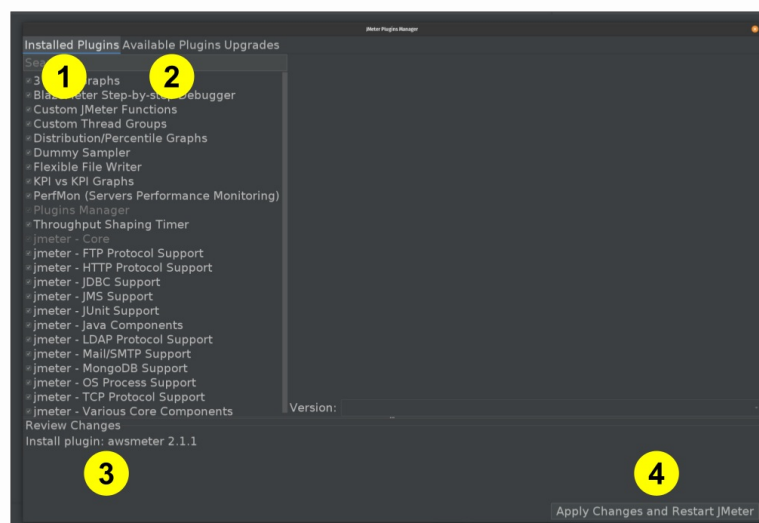 jMeter Plugins Manager
Installed Plugins Available Plugins Upgrades
1
2
raphs
Step-by-step Debugger
Custom JMeter Functions
Custom Thread Groups
Distribution/Percentile Graphs
Dummy Sampler
Flexible File Writer
KPI vs KPI Graphs
PerfMon (Servers Performance Monitoring)
Plugins Manager
Throughput Shaping Timer
jmeter - Core
jmeter - FTP Protocol Support
jmeter - HTTP Protocol Support
jmeter - JDBC Support
jmeter - JMS Support
jmeter - JUnit Support
jmeter - Java Components
jmeter - LDAP Protocol Support
jmeter - Mail/SMTP Support
jmeter - MongoDB Support
jmeter - OS Process Support
jmeter - TCP Protocol Support
jmeter - Various Core Components
Version:
Review Changes
Install plugin: awsmeter 2.1.1
3
4
Apply Changes and Restart JMeter